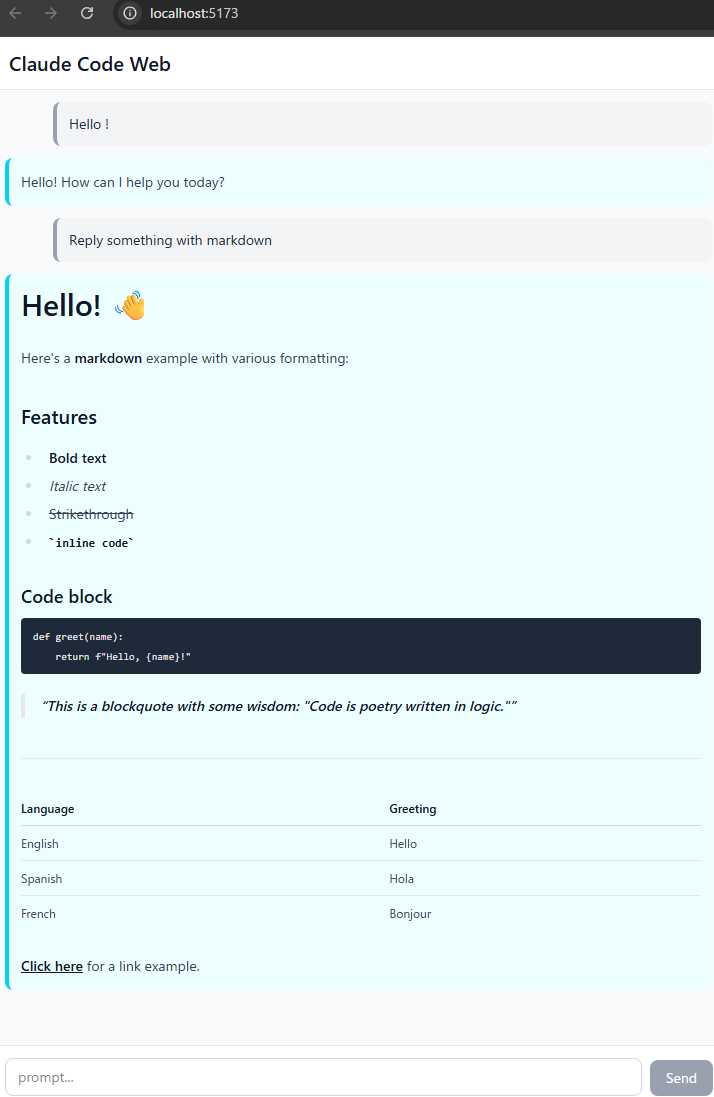 localhost:5173
Claude Code Web
Hello !
Hello! How can I help you today?
Reply something with markdown
Hello! 👋
Here's a markdown example with various formatting:
Features
Bold text
Italic text
Strikethrough
`inline code`
Code block
def greet(name):
    return f"Hello, {name}!"
“This is a blockquote with some wisdom: "Code is poetry written in logic."”
Language Greeting
English Hello
Spanish Hola
French Bonjour
Click here for a link example.
prompt... Send